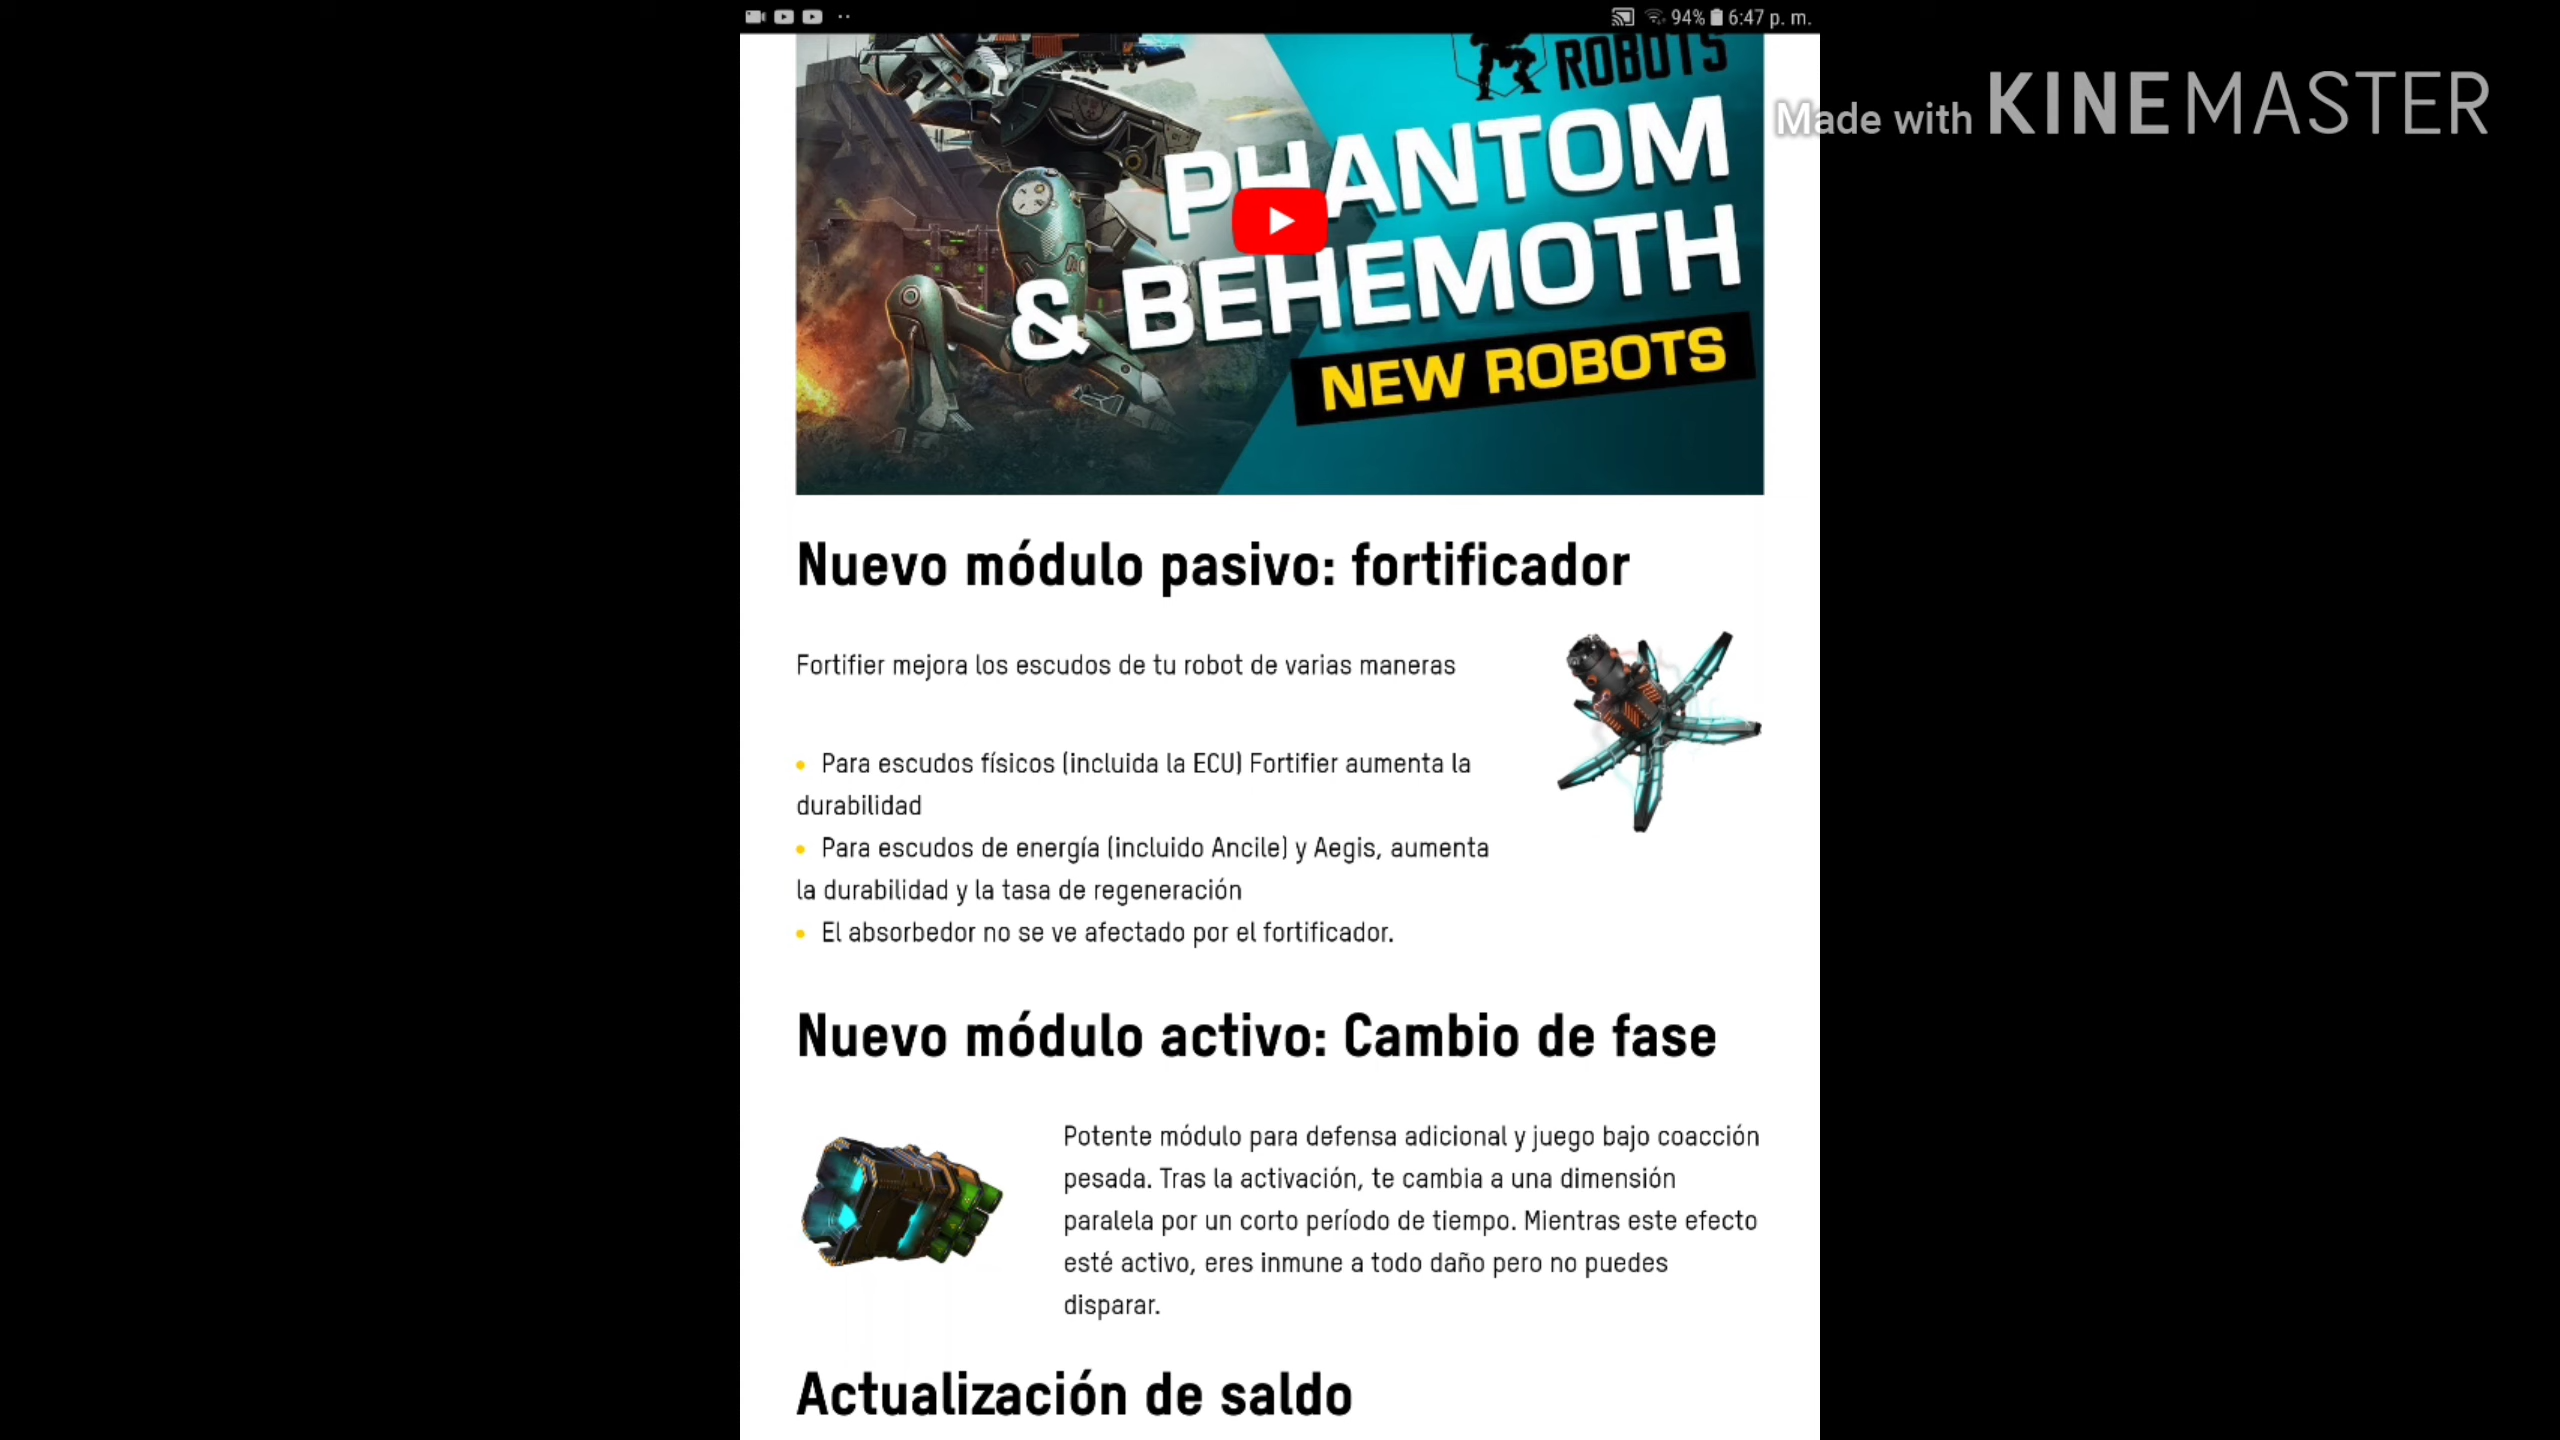 94% 6:47 p. m.
ROBOTS
Made with KINEMASTER
PHANTOM
& BEHEMOTH
NEW ROBOTS
Nuevo módulo pasivo: fortificador
Fortifier mejora los escudos de tu robot de varias maneras
• Para escudos físicos (incluida la ECU) Fortifier aumenta la
durabilidad
• Para escudos de energía (incluido Ancile) y Aegis, aumenta
la durabilidad y la tasa de regeneración
• El absorbedor no se ve afectado por el fortificador.
Nuevo módulo activo: Cambio de fase
Potente módulo para defensa adicional y juego bajo coacción
pesada. Tras la activación, te cambia a una dimensión
paralela por un corto período de tiempo. Mientras este efecto
esté activo, eres inmune a todo daño pero no puedes
disparar.
Actualización de saldo